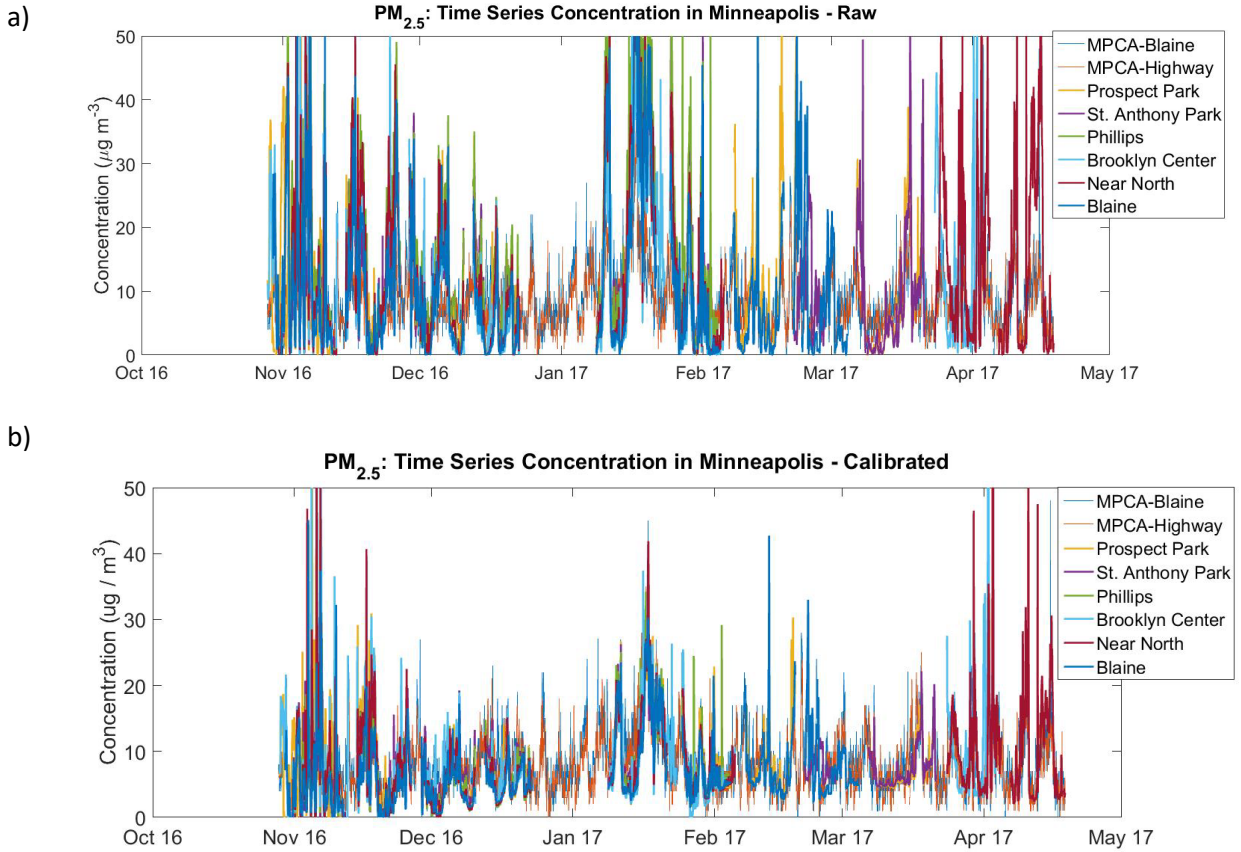 a)
PM2.5: Time Series Concentration in Minneapolis - Raw
Concentration (μg m-3)
50
40
30
20
10
0
Oct 16 Nov 16 Dec 16 Jan 17 Feb 17 Mar 17 Apr 17 May 17
MPCA-Blaine
MPCA-Highway
Prospect Park
St. Anthony Park
Phillips
Brooklyn Center
Near North
Blaine
b)
PM2.5: Time Series Concentration in Minneapolis - Calibrated
Concentration (ug / m3)
50
40
30
20
10
0
Oct 16 Nov 16 Dec 16 Jan 17 Feb 17 Mar 17 Apr 17 May 17
MPCA-Blaine
MPCA-Highway
Prospect Park
St. Anthony Park
Phillips
Brooklyn Center
Near North
Blaine